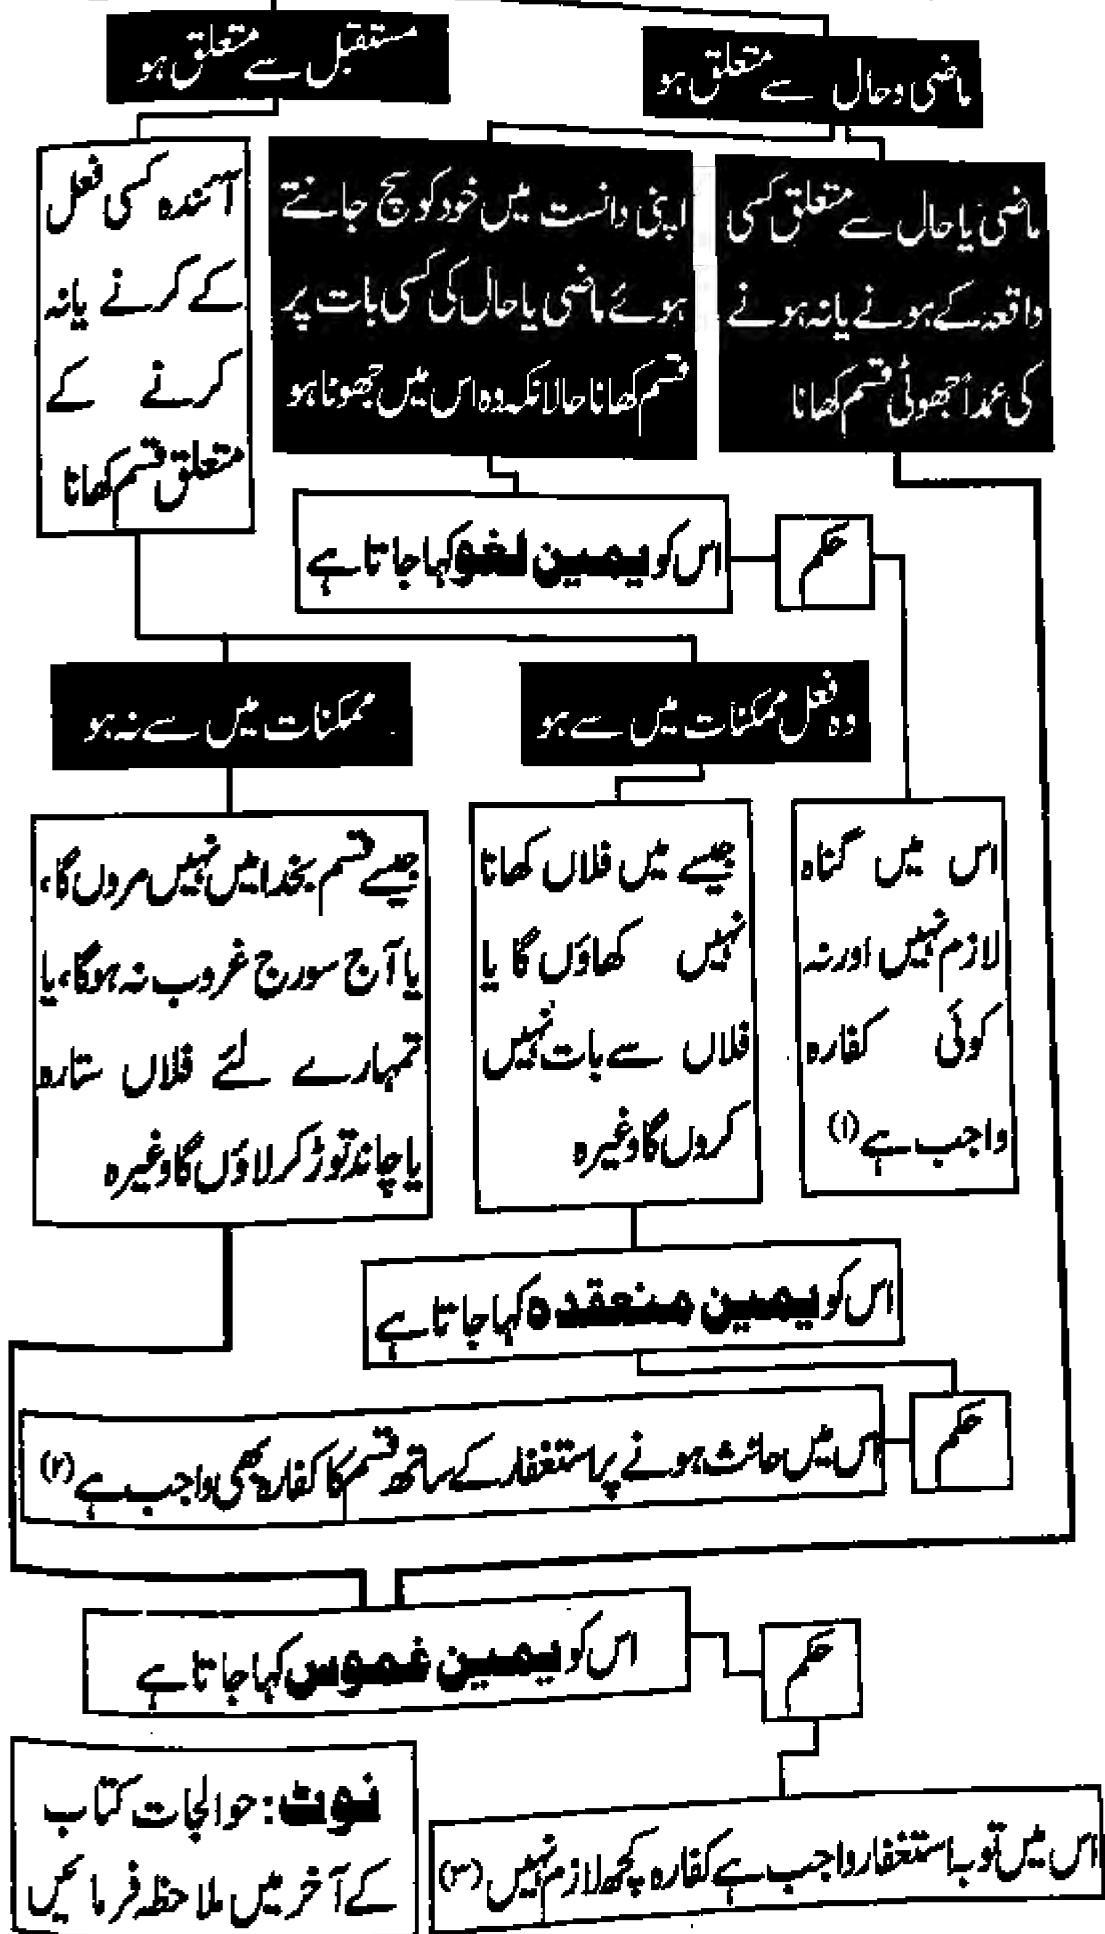 ماضی وحال سے متعلق ہو
مستقبل سے متعلق ہو
ماضی یا حال سے متعلق کسی
واقعہ کے ہونے یا نہ ہونے
کی عمداً جھوٹی قسم کھانا
اپنی دانست میں خود کو سچ جانتے
ہوئے ماضی یا حال کی کسی بات پر
قسم کھانا حالانکہ وہ اس میں جھوٹا ہو
آئندہ کسی فعل
کے کرنے یا نہ
کرنے کے
متعلق قسم کھانا
حکم
اس کو یمین لغو کہا جاتا ہے
وہ فعل ممکنات میں سے ہو
ممکنات میں سے نہ ہو
اس میں گناہ
لازم نہیں اور نہ
کوئی کفارہ
واجب ہے (۱)
جیسے میں فلاں کھانا
نہیں کھاؤں گا یا
فلاں سے بات نہیں
کروں گا وغیرہ
جیسے قسم بخدا میں نہیں مروں گا،
یا آج سورج غروب نہ ہوگا، یا
تمہارے لئے فلاں ستارہ
یا چاند توڑ کر لاؤں گا وغیرہ
اس کو یمین منعقدہ کہا جاتا ہے
حکم
اس میں حانث ہونے پر استغفار کے ساتھ قسم کا کفارہ بھی واجب ہے (۲)
اس کو یمین غموس کہا جاتا ہے
حکم
اس میں توبہ استغفار واجب ہے کفارہ کچھ لازم نہیں (۳)
نوٹ: حوالجات کتاب
کے آخر میں ملاحظہ فرمائیں